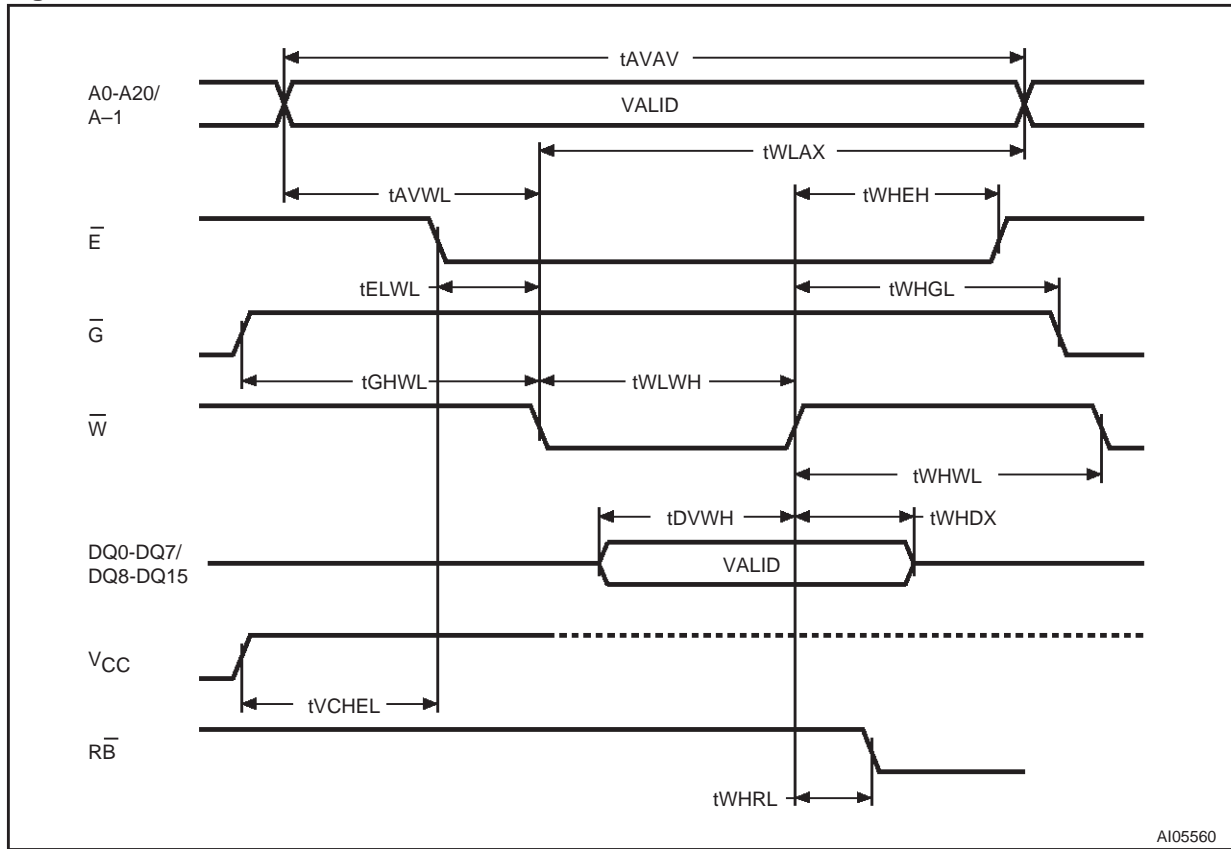 tAVAV
A0-A20/
A–1
VALID
tWLAX
tAVWL
tWHEH
E̅
tELWL
tWHGL
G̅
tGHWL
tWLWH
W̅
tWHWL
tDVWH
tWHDX
DQ0-DQ7/
DQ8-DQ15
VALID
VCC
tVCHEL
RB̅
tWHRL
AI05560